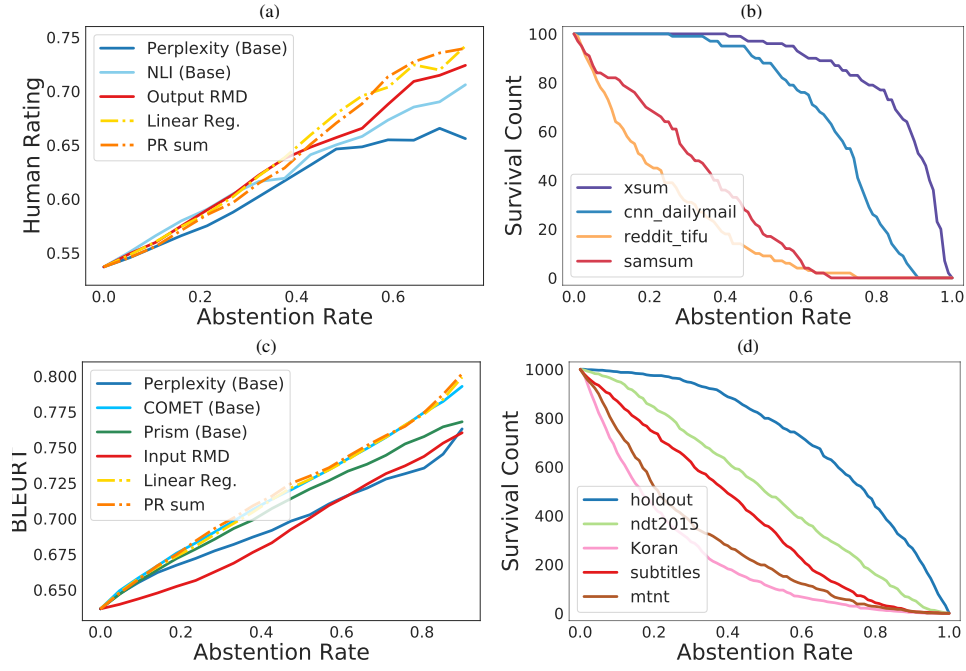 (a)
Human Rating
0.75
0.70
0.65
0.60
0.55
Perplexity (Base)
NLI (Base)
Output RMD
Linear Reg.
PR sum
0.0 0.2 0.4 0.6
Abstention Rate
(b)
Survival Count
100
80
60
40
20
0
xsum
cnn_dailymail
reddit_tifu
samsum
0.0 0.2 0.4 0.6 0.8 1.0
Abstention Rate
(c)
BLEURT
0.800
0.775
0.750
0.725
0.700
0.675
0.650
Perplexity (Base)
COMET (Base)
Prism (Base)
Input RMD
Linear Reg.
PR sum
0.0 0.2 0.4 0.6 0.8
Abstention Rate
(d)
Survival Count
1000
800
600
400
200
0
holdout
ndt2015
Koran
subtitles
mtnt
0.0 0.2 0.4 0.6 0.8 1.0
Abstention Rate